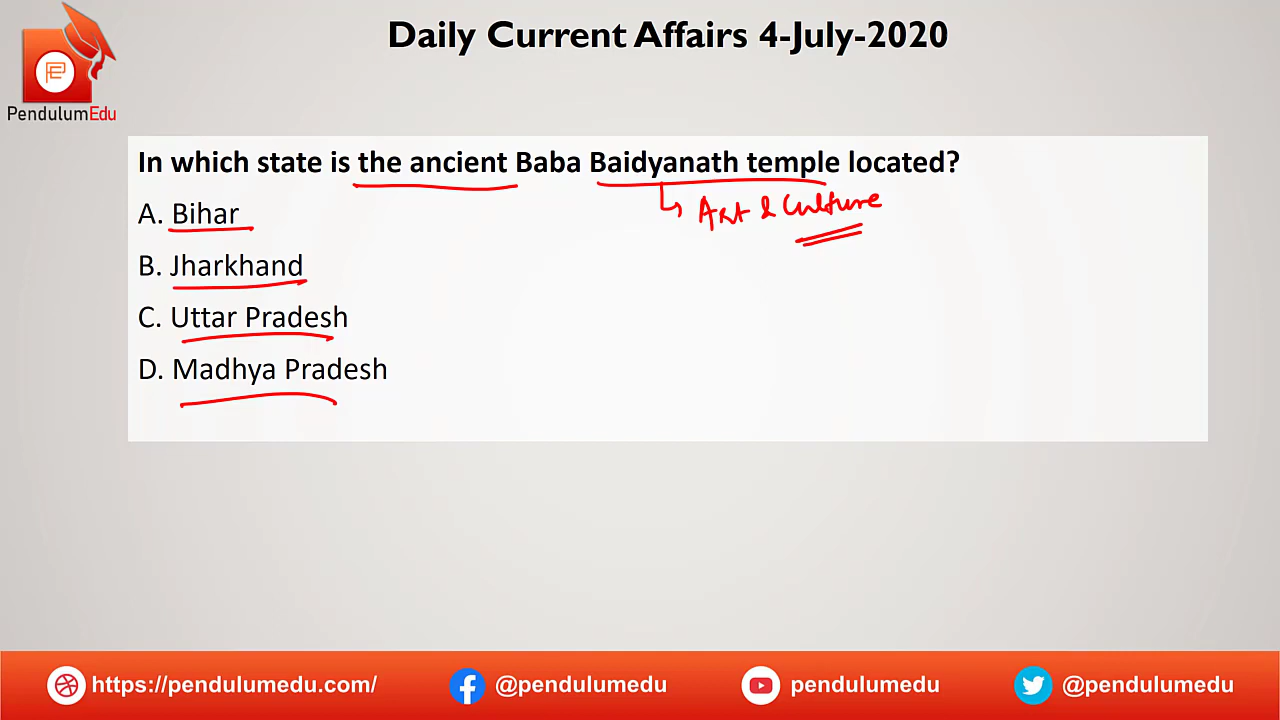 Daily Current Affairs 4-July-2020
PendulumEdu
In which state is the ancient Baba Baidyanath temple located?
Art & Culture
A. Bihar
B. Jharkhand
C. Uttar Pradesh
D. Madhya Pradesh
https://pendulumedu.com/ @pendulumedu pendulumedu @pendulumedu